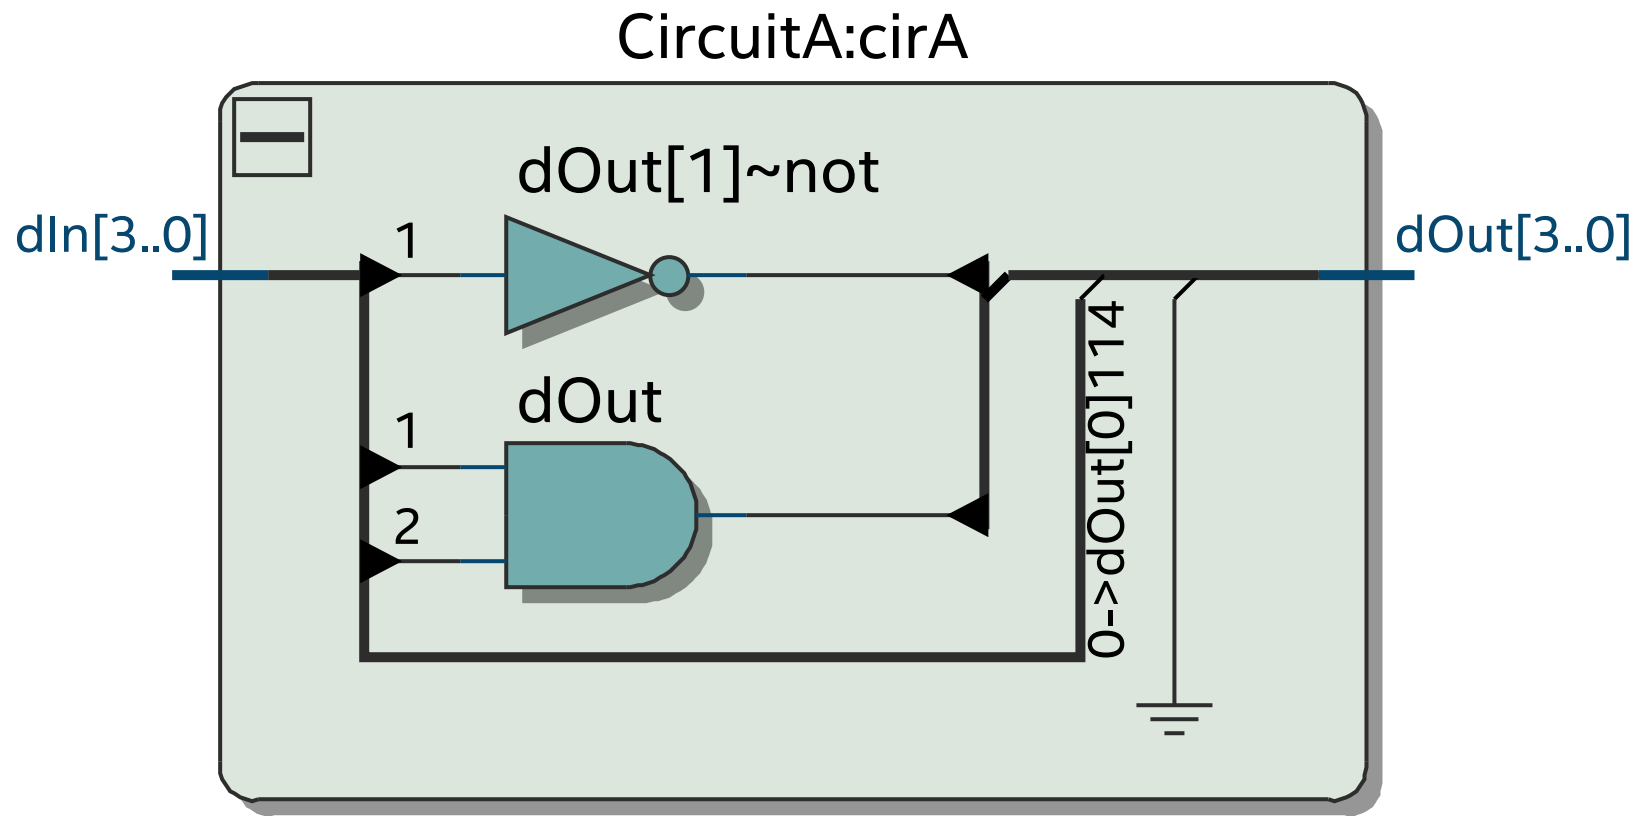 CircuitA:cirA
dOut[1]~not
dIn[3..0]
1
dOut[3..0]
dOut
1
2
0->dOut[0]114